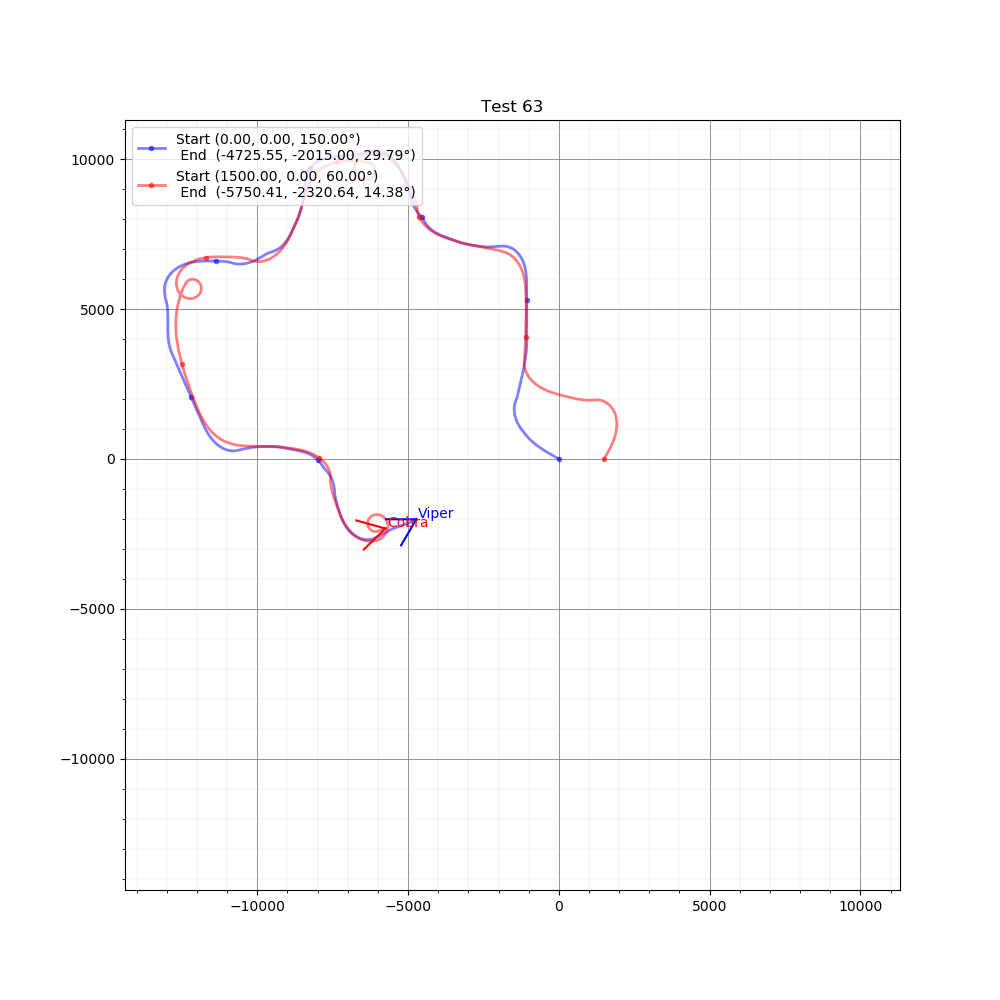 Test 63
Start (0.00, 0.00, 150.00°)
End  (-4725.55, -2015.00, 29.79°)
Start (1500.00, 0.00, 60.00°)
End  (-5750.41, -2320.64, 14.38°)
10000
5000
0
−5000
−10000
Viper
Cobra
−10000 −5000 0 5000 10000